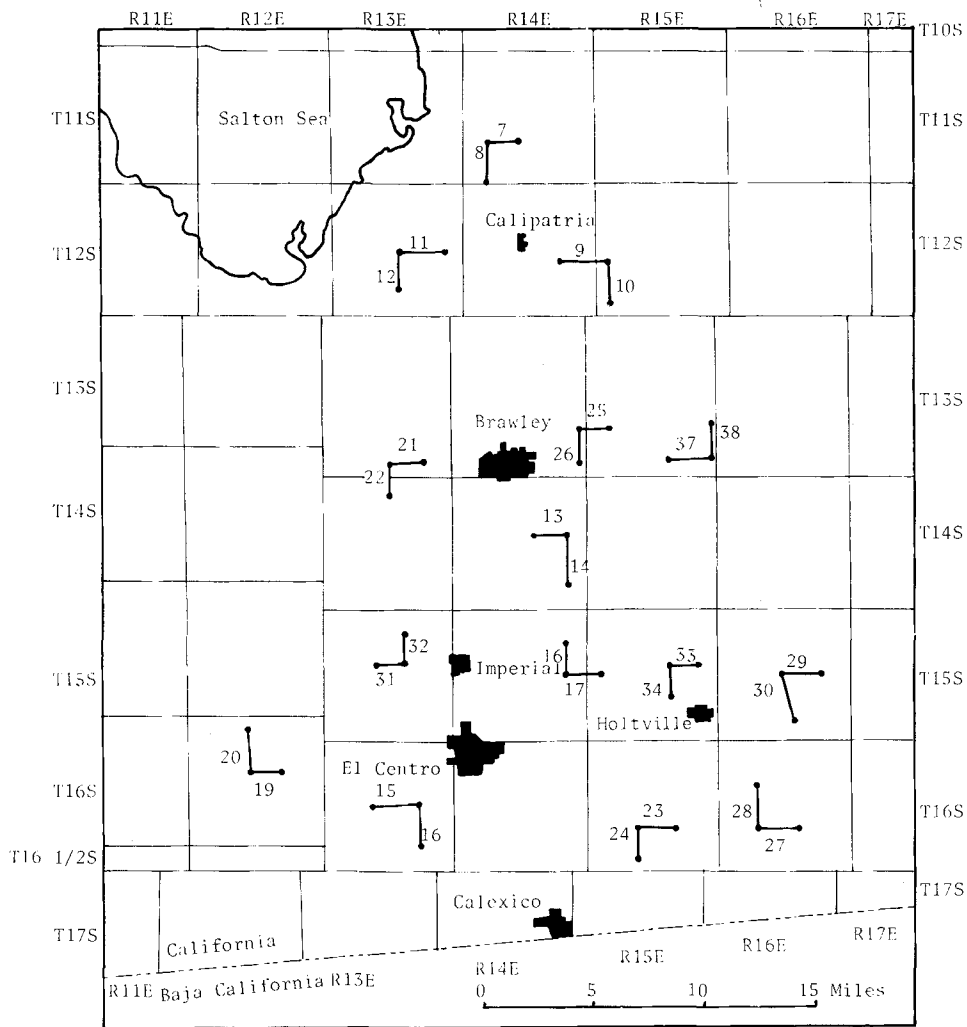 R11E R12E R13E R14E R15E R16E R17E
T10S
Salton Sea
T11S T11S
7
8
Calipatria
T12S T12S
11
9
12
10
T13S T13S
Brawley
25
38
21
26
37
22
T14S T14S
13
14
32
16
33
29
Imperial
31
17
34
30
T15S T15S
Holtville
20
El Centro
19
15
T16S T16S
28
23
16
24
27
T16 1/2S
T17S
Calexico
T17S
California
R17E
R16E
R15E
R14E
R11E Baja California R13E
0 5 10 15 Miles